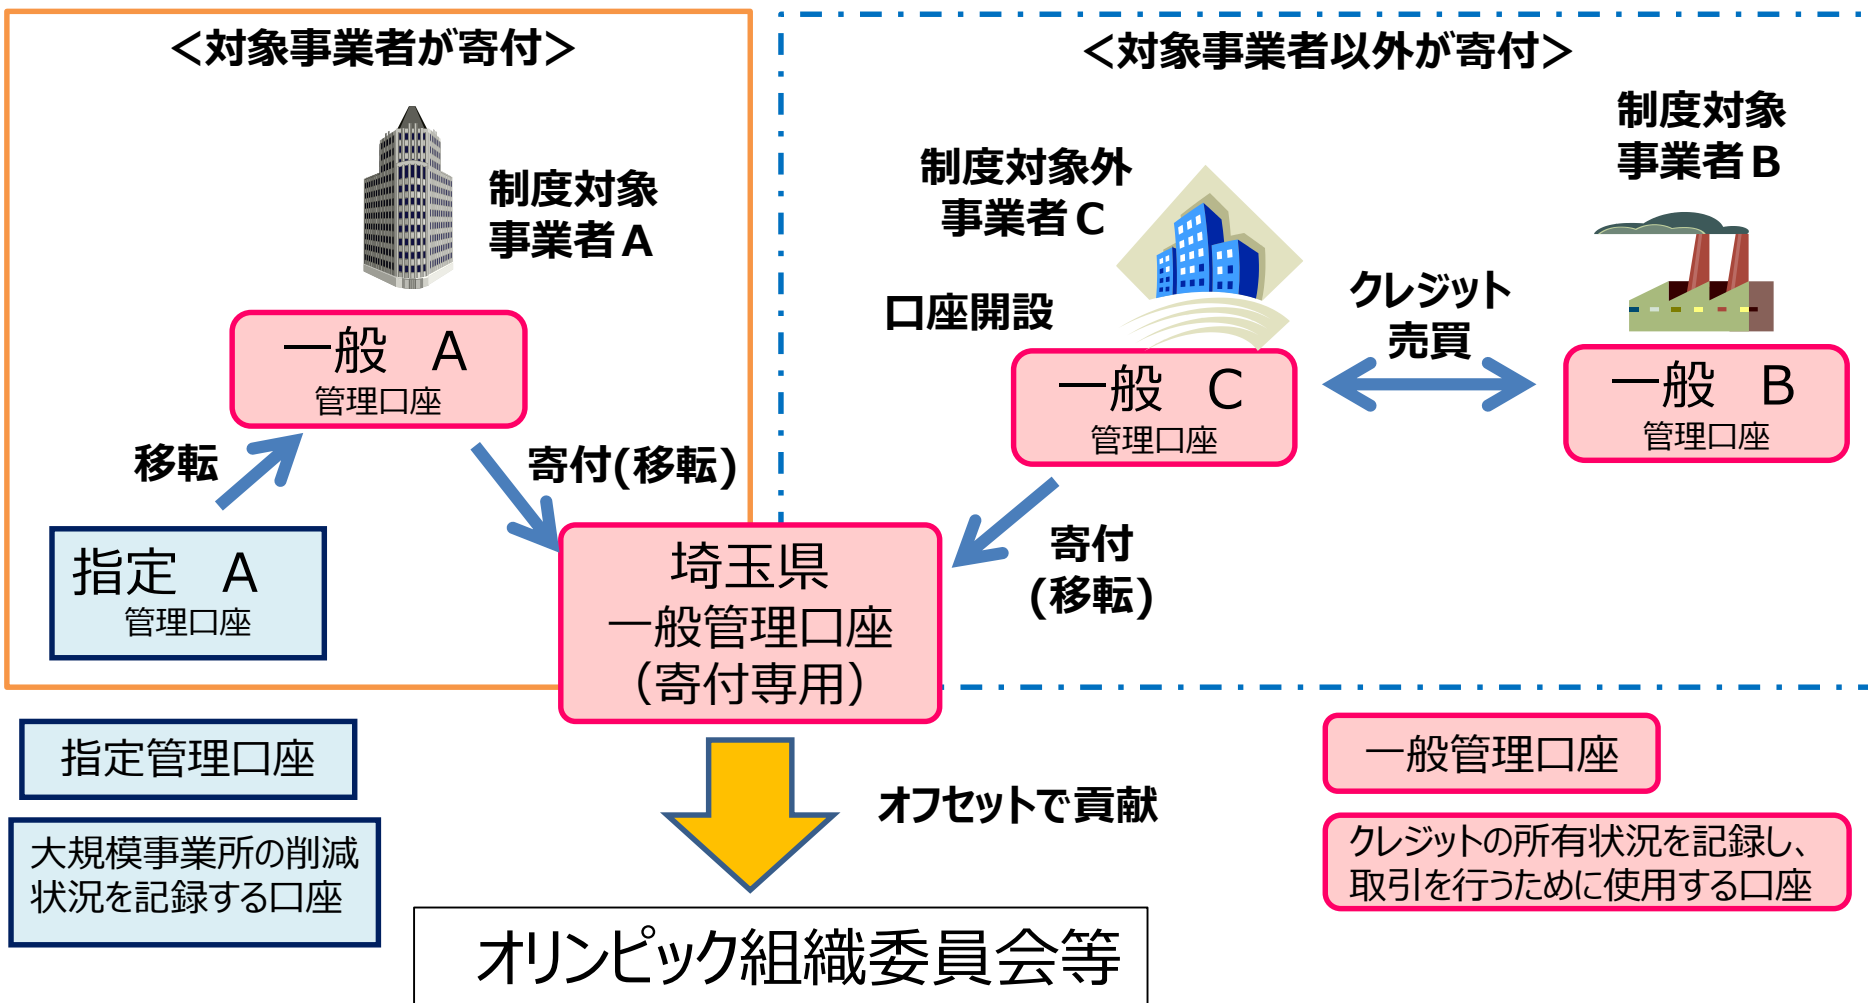 ＜対象事業者が寄付＞
制度対象
事業者A
一般 A
管理口座
移転
寄付(移転)
指定 A
管理口座
＜対象事業者以外が寄付＞
制度対象外
事業者C
口座開設
一般 C
管理口座
クレジット
売買
制度対象
事業者B
一般 B
管理口座
寄付
(移転)
埼玉県
一般管理口座
（寄付専用）
指定管理口座
大規模事業所の削減
状況を記録する口座
オフセットで貢献
一般管理口座
クレジットの所有状況を記録し、
取引を行うために使用する口座
オリンピック組織委員会等